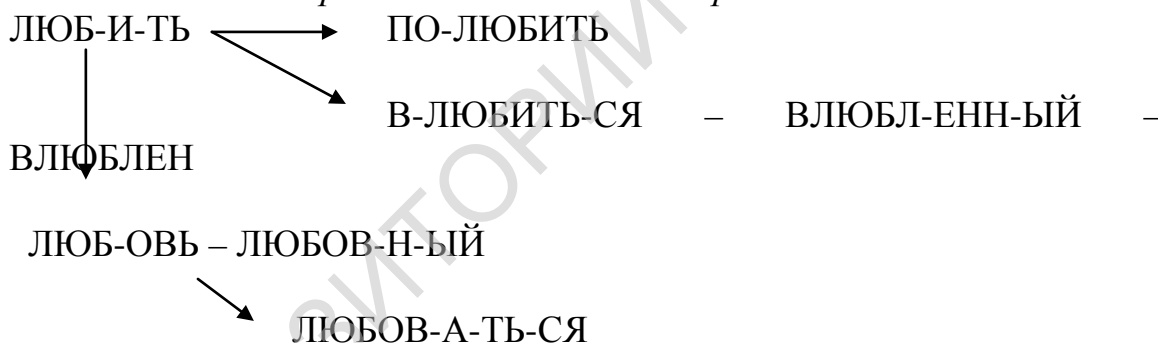 ЛЮБ-И-ТЬ ПО-ЛЮБИТЬ
В-ЛЮБИТЬ-СЯ – ВЛЮБЛ-ЕНН-ЫЙ –
ВЛЮБЛЕН
ЛЮБ-ОВЬ – ЛЮБОВ-Н-ЫЙ
ЛЮБОВ-А-ТЬ-СЯ